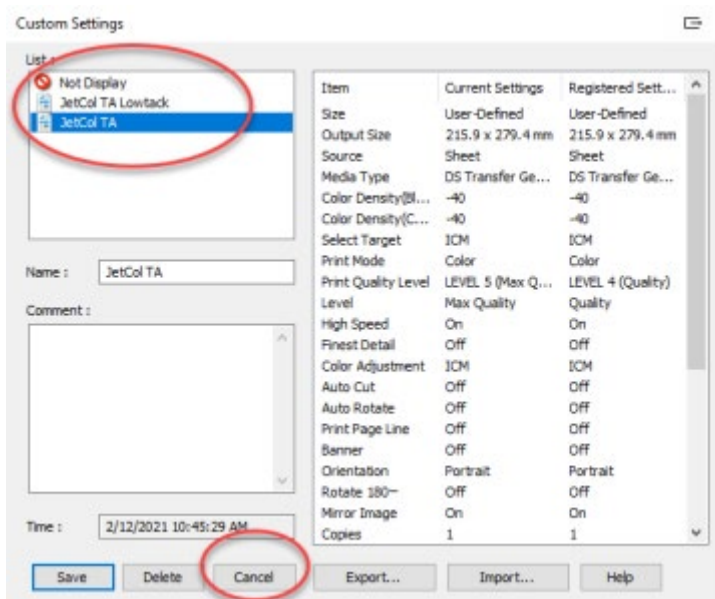 Custom Settings
List :
Not Display
JetCol TA Lowtack
JetCol TA
Name : JetCol TA
Comment :
Time : 2/12/2021 10:45:29 AM
Item Current Settings Registered Sett...
Size User-Defined User-Defined
Output Size 215.9 x 279.4 mm 215.9 x 279.4 mm
Source Sheet Sheet
Media Type DS Transfer Ge... DS Transfer Ge...
Color Density(Bl... -40 -40
Color Density(C... -40 -40
Select Target ICM ICM
Print Mode Color Color
Print Quality Level LEVEL 5 (Max Q... LEVEL 4 (Quality)
Level Max Quality Quality
High Speed On On
Finest Detail Off Off
Color Adjustment ICM ICM
Auto Cut Off Off
Auto Rotate Off Off
Print Page Line Off Off
Banner Off Off
Orientation Portrait Portrait
Rotate 180~ Off Off
Mirror Image On On
Copies 1 1
Save Delete Cancel Export... Import... Help